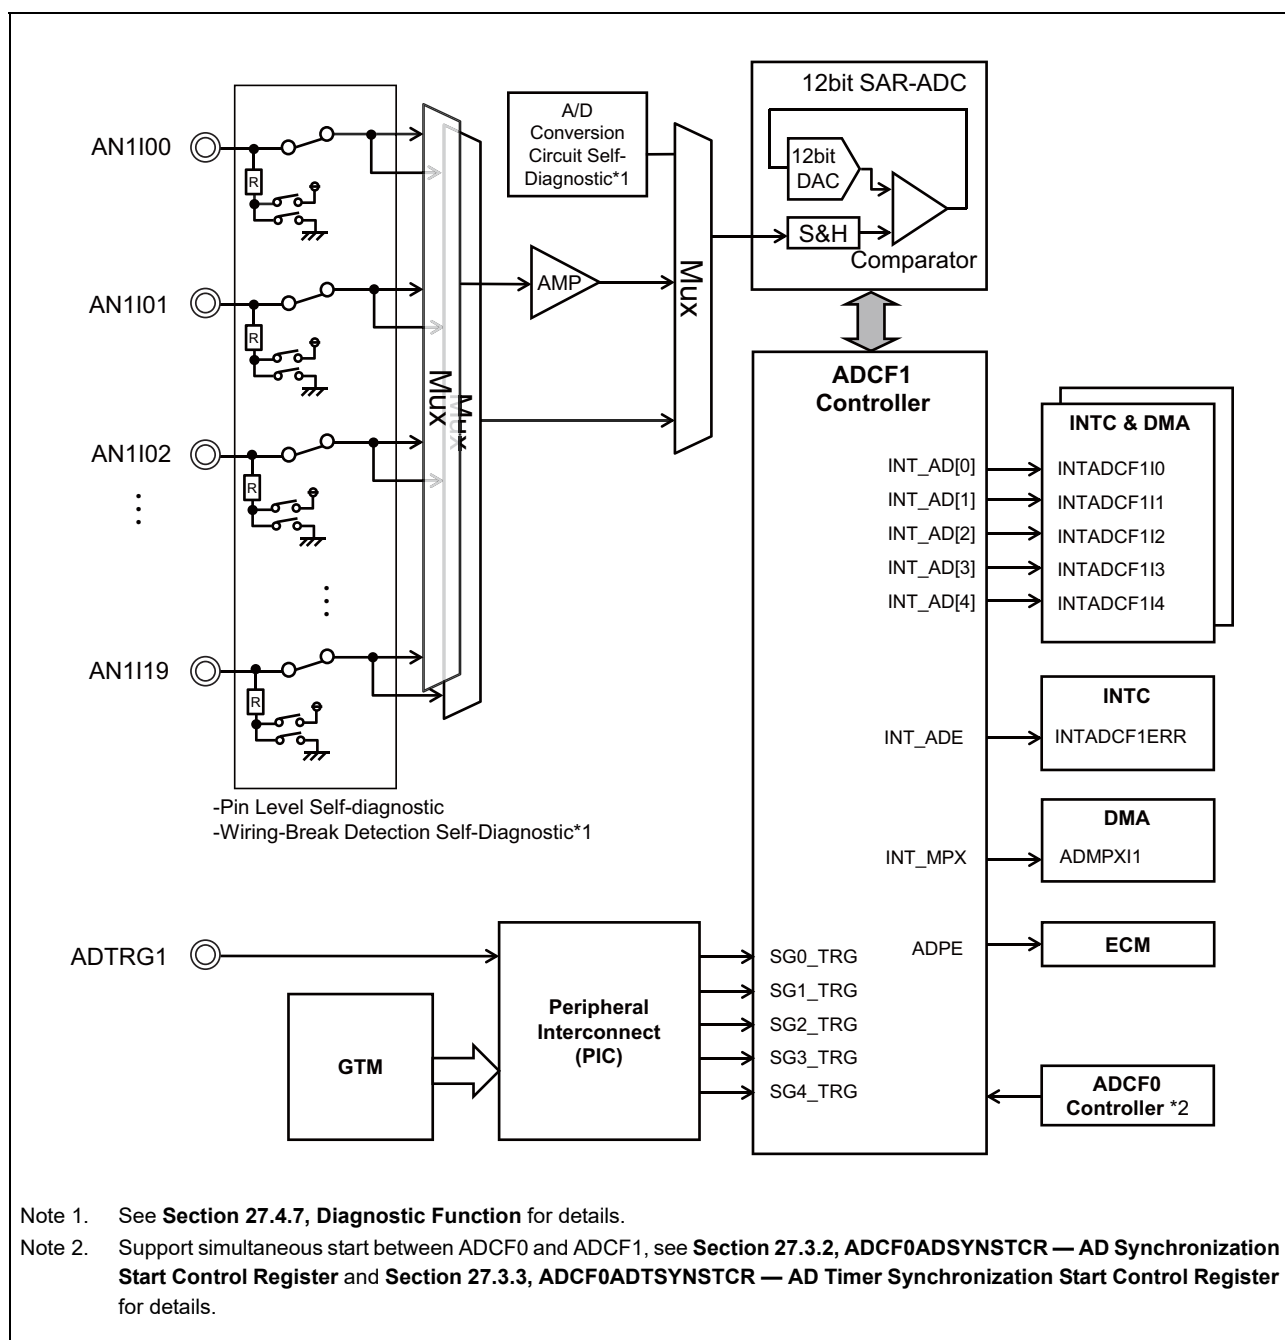 12bit SAR-ADC
A/D
Conversion
Circuit Self-
Diagnostic*1
12bit
DAC
S&H
Comparator
AN1I00
R
AMP
Mux
AN1I01
R
Mux
Mux
AN1I02
R
AN1I19
R
-Pin Level Self-diagnostic
-Wiring-Break Detection Self-Diagnostic*1
ADCF1
Controller
INT_AD[0]
INT_AD[1]
INT_AD[2]
INT_AD[3]
INT_AD[4]
INT_ADE
INT_MPX
ADPE
INTC & DMA
INTADCF1I0
INTADCF1I1
INTADCF1I2
INTADCF1I3
INTADCF1I4
INTC
INTADCF1ERR
DMA
ADMPXI1
ECM
ADCF0
Controller *2
ADTRG1
GTM
Peripheral
Interconnect
(PIC)
SG0_TRG
SG1_TRG
SG2_TRG
SG3_TRG
SG4_TRG
Note 1. See Section 27.4.7, Diagnostic Function for details.
Note 2. Support simultaneous start between ADCF0 and ADCF1, see Section 27.3.2, ADCF0ADSYNSTCR — AD Synchronization
Start Control Register and Section 27.3.3, ADCF0ADTSYNSTCR — AD Timer Synchronization Start Control Register
for details.